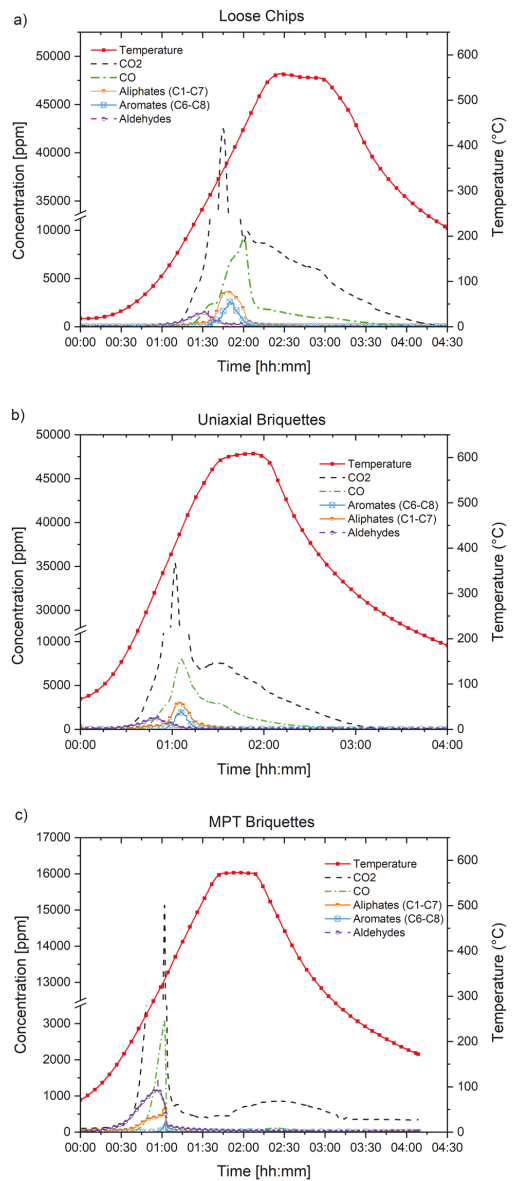 a)
Loose Chips
Temperature
CO2
CO
Aliphates (C1-C7)
Aromates (C6-C8)
Aldehydes
Concentration [ppm]
50000
45000
40000
35000
10000
5000
0
Temperature (°C)
600
500
400
300
200
100
0
00:00 00:30 01:00 01:30 02:00 02:30 03:00 03:30 04:00 04:30
Time [hh:mm]
b)
Uniaxial Briquettes
Temperature
CO2
CO
Aromates (C6-C8)
Aliphates (C1-C7)
Aldehydes
Concentration [ppm]
50000
45000
40000
35000
30000
10000
5000
0
Temperature (°C)
600
500
400
300
200
100
0
00:00 01:00 02:00 03:00 04:00
Time [hh:mm]
c)
MPT Briquettes
Temperature
CO2
CO
Aliphates (C1-C7)
Aromates (C6-C8)
Aldehydes
Concentration [ppm]
17000
16000
15000
14000
13000
3000
2000
1000
0
Temperature (°C)
600
500
400
300
200
100
0
00:00 00:30 01:00 01:30 02:00 02:30 03:00 03:30 04:00 04:30
Time [hh:mm]